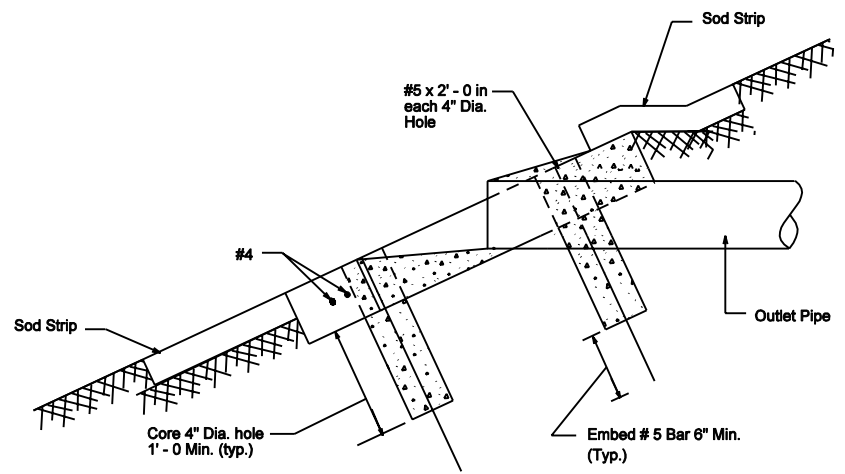 Sod Strip
#5 x 2' - 0 in
each 4" Dia.
Hole
#4
Sod Strip
Outlet Pipe
Core 4" Dia. hole
1' - 0 Min. (typ.)
Embed # 5 Bar 6" Min.
(Typ.)